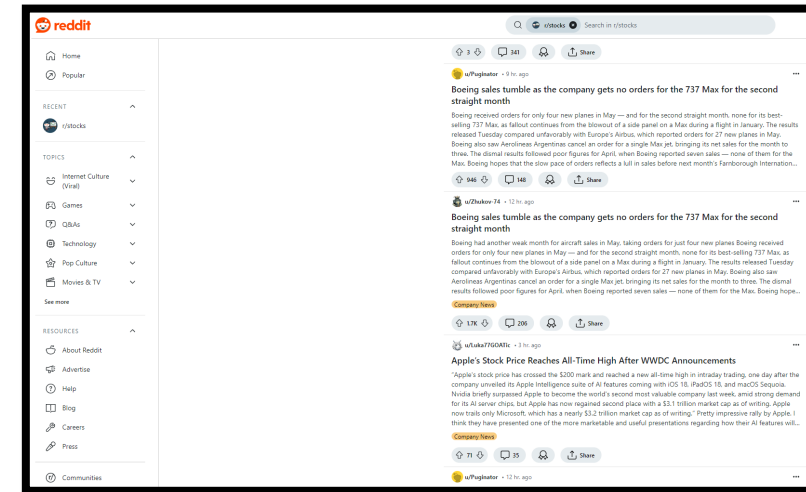 reddit
r/stocks Search in r/stocks
Home
Popular
RECENT
r/stocks
TOPICS
Internet Culture
(Viral)
Games
Q&As
Technology
Pop Culture
Movies & TV
See more
RESOURCES
About Reddit
Advertise
Help
Blog
Careers
Press
Communities
3 341 Share
u/Puginator • 9 hr. ago
Boeing sales tumble as the company gets no orders for the 737 Max for the second
straight month
Boeing received orders for only four new planes in May — and for the second straight month, none for its best-
selling 737 Max, as fallout continues from the blowout of a side panel on a Max during a flight in January. The results
released Tuesday compared unfavorably with Europe's Airbus, which reported orders for 27 new planes in May.
Boeing also saw Aerolineas Argentinas cancel an order for a single Max jet, bringing its net sales for the month to
three. The dismal results followed poor figures for April, when Boeing reported seven sales — none of them for the
Max. Boeing hopes that the slow pace of orders reflects a lull in sales before next month's Farnborough Internation...
946 148 Share
u/Zhukov-74 • 12 hr. ago
Boeing sales tumble as the company gets no orders for the 737 Max for the second
straight month
Boeing had another weak month for aircraft sales in May, taking orders for just four new planes Boeing received
orders for only four new planes in May — and for the second straight month, none for its best-selling 737 Max, as
fallout continues from the blowout of a side panel on a Max during a flight in January. The results released Tuesday
compared unfavorably with Europe's Airbus, which reported orders for 27 new planes in May. Boeing also saw
Aerolineas Argentinas cancel an order for a single Max jet, bringing its net sales for the month to three. The dismal
results followed poor figures for April, when Boeing reported seven sales — none of them for the Max. Boeing hope...
Company News
1.7K 206 Share
u/Luka77GOATic • 3 hr. ago
Apple's Stock Price Reaches All-Time High After WWDC Announcements
"Apple's stock price has crossed the $200 mark and reached a new all-time high in intraday trading, one day after the
company unveiled its Apple Intelligence suite of AI features coming with iOS 18, iPadOS 18, and macOS Sequoia.
Nvidia briefly surpassed Apple to become the world's second most valuable company last week, amid strong demand
for its AI server chips, but Apple has now regained second place with a $3.1 trillion market cap as of writing. Apple
now trails only Microsoft, which has a nearly $3.2 trillion market cap as of writing." Pretty impressive rally by Apple. I
think they have presented one of the more marketable and useful presentations regarding how their AI features will...
Company News
71 35 Share
u/Puginator • 12 hr. ago